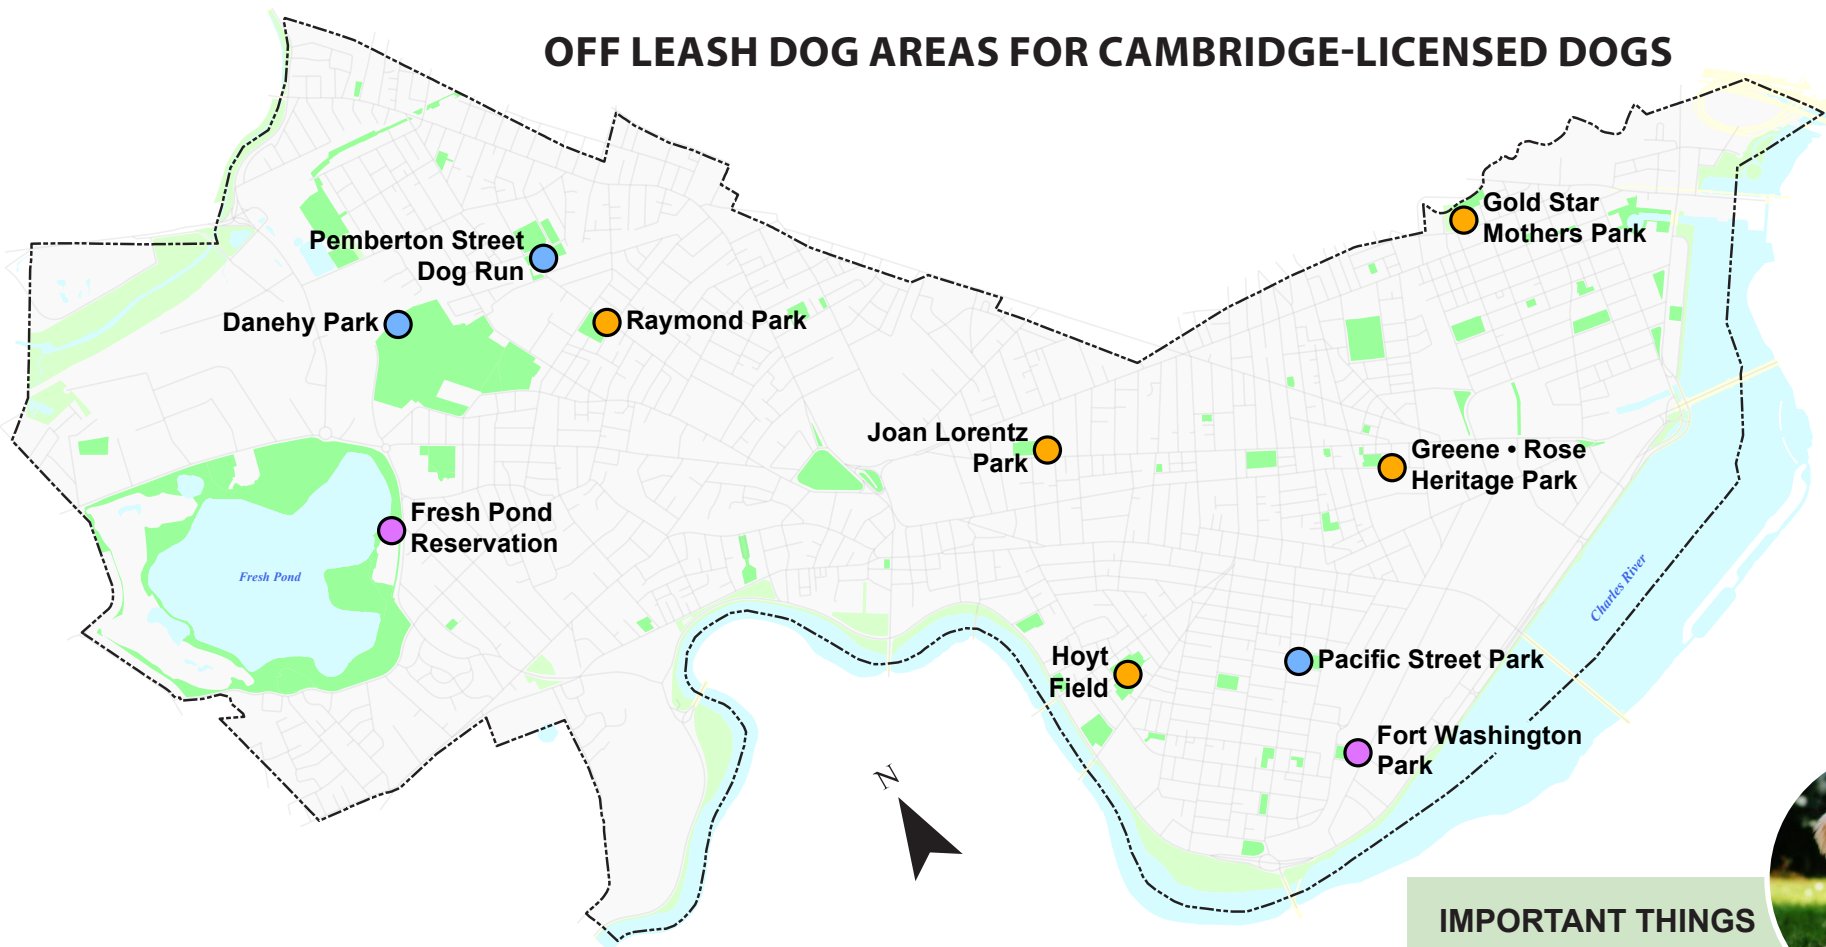 OFF LEASH DOG AREAS FOR CAMBRIDGE-LICENSED DOGS
Gold Star
Mothers Park
Pemberton Street
Dog Run
Danehy Park
Raymond Park
Joan Lorentz
Park
Greene • Rose
Heritage Park
Fresh Pond
Reservation
Fresh Pond
Charles River
Hoyt
Field
Pacific Street Park
Fort Washington
Park
N
IMPORTANT THINGS